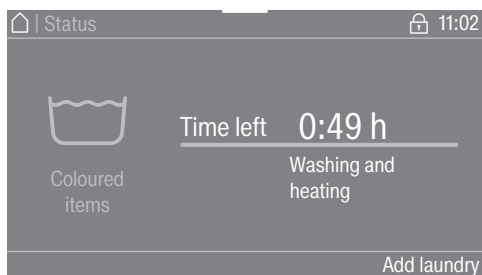 | Status
11:02
Time left 0:49 h
Washing and
heating
Coloured
items
Add laundry